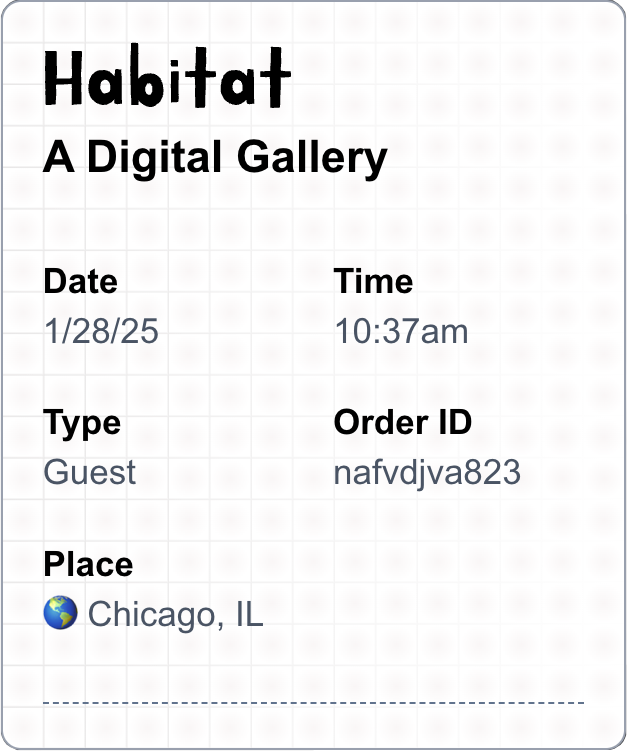 Habitat
A Digital Gallery
Date
1/28/25
Time
10:37am
Type
Guest
Order ID
nafvdjva823
Place
🌎 Chicago, IL